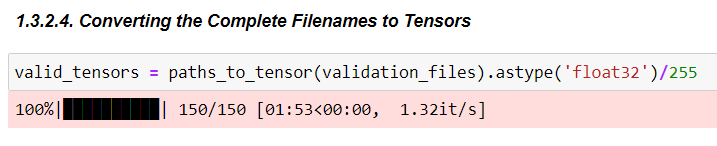 1.3.2.4. Converting the Complete Filenames to Tensors
valid_tensors = paths_to_tensor(validation_files).astype('float32')/255
100%|██████████| 150/150 [01:53<00:00, 1.32it/s]